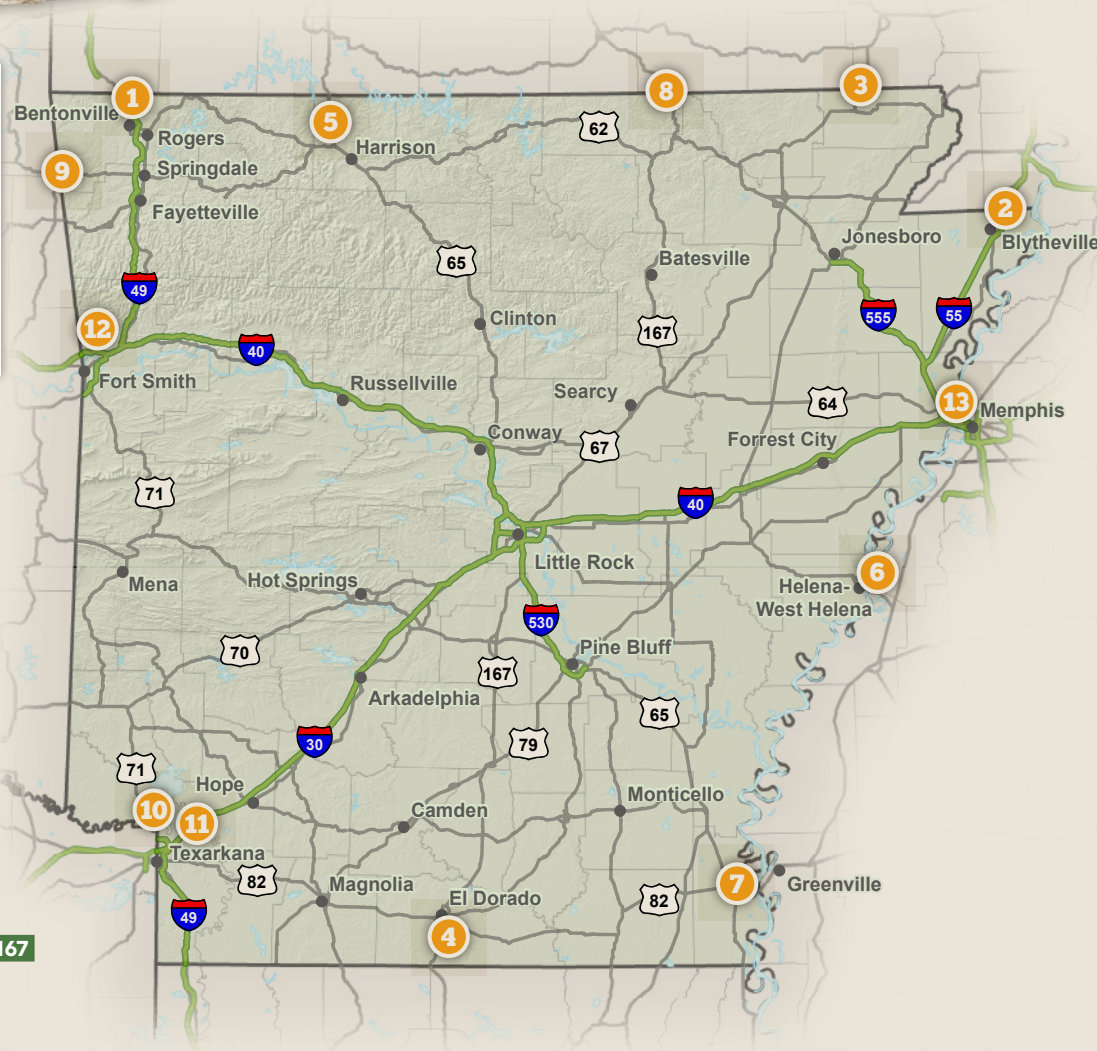 1
8
3
Bentonville
5
62
Rogers
Harrison
9
Springdale
Fayetteville
2
Jonesboro
Blytheville
65
Batesville
49
555
55
12
Clinton
167
40
Fort Smith
Russellville
Searcy
64
13
Memphis
Conway
67
Forrest City
71
40
Little Rock
6
Mena
Hot Springs
Helena-
West Helena
530
70
Pine Bluff
167
Arkadelphia
65
30
79
71
Hope
10
11
Camden
Monticello
Texarkana
82
Magnolia
El Dorado
7
Greenville
82
49
4
167